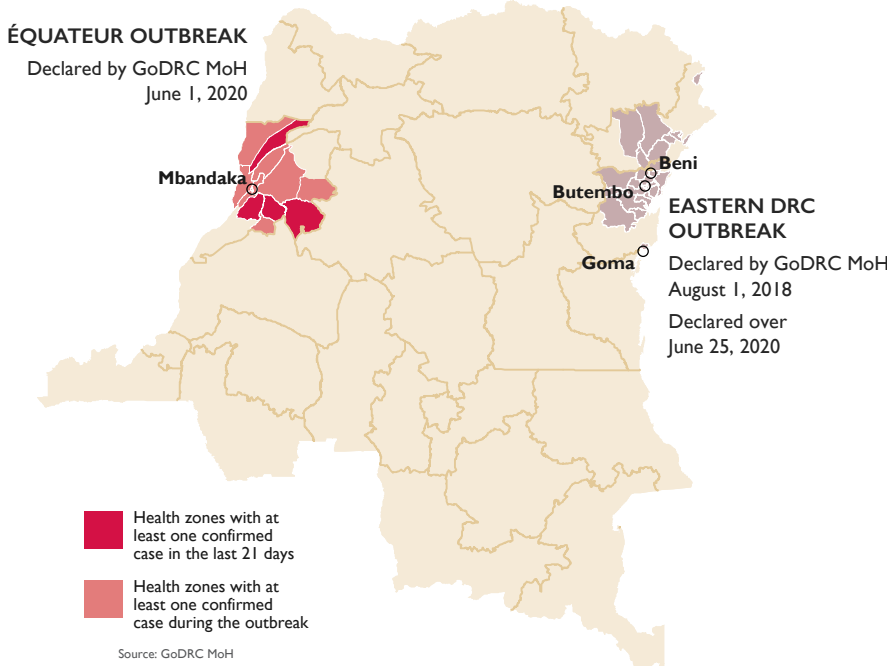 ÉQUATEUR OUTBREAK
Declared by GoDRC MoH
June 1, 2020
Mbandaka
Beni
Butembo
EASTERN DRC
OUTBREAK
Goma
Declared by GoDRC MoH
August 1, 2018
Declared over
June 25, 2020
Health zones with at
least one confirmed
case in the last 21 days
Health zones with at
least one confirmed
case during the outbreak
Source: GoDRC MoH